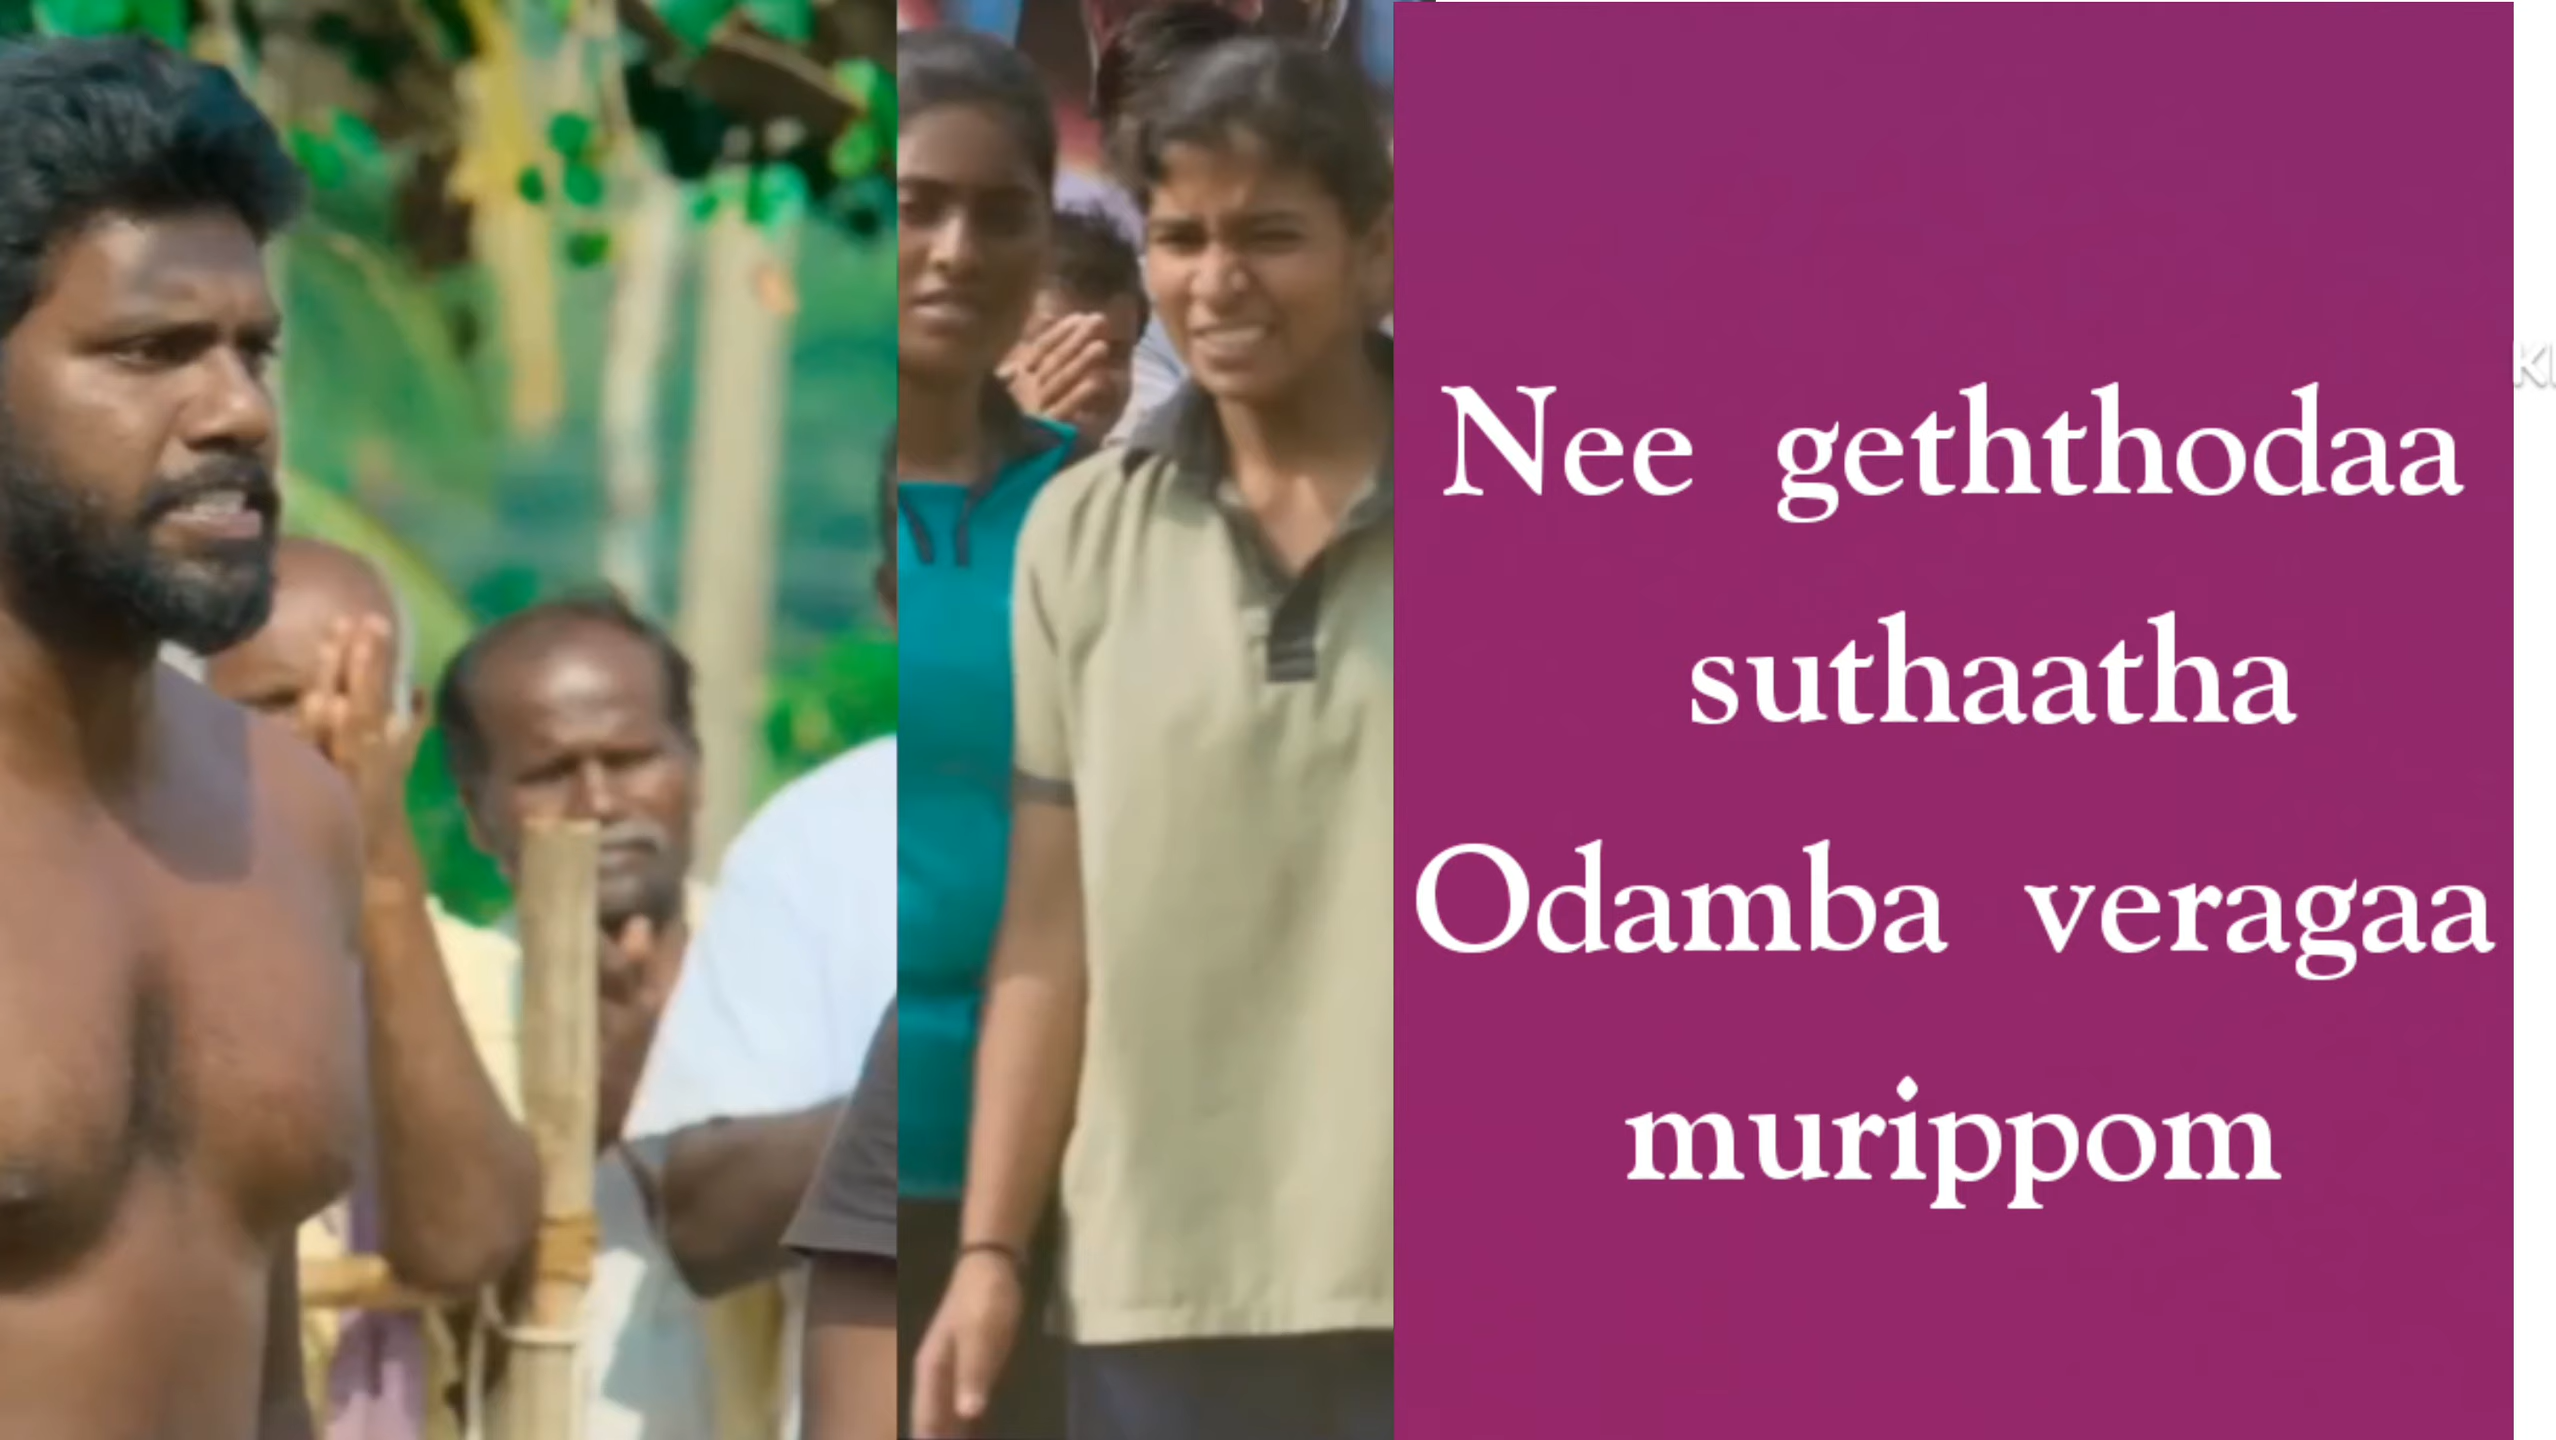 Nee geththodaa
suthaatha
Odamba veragaa
murippom